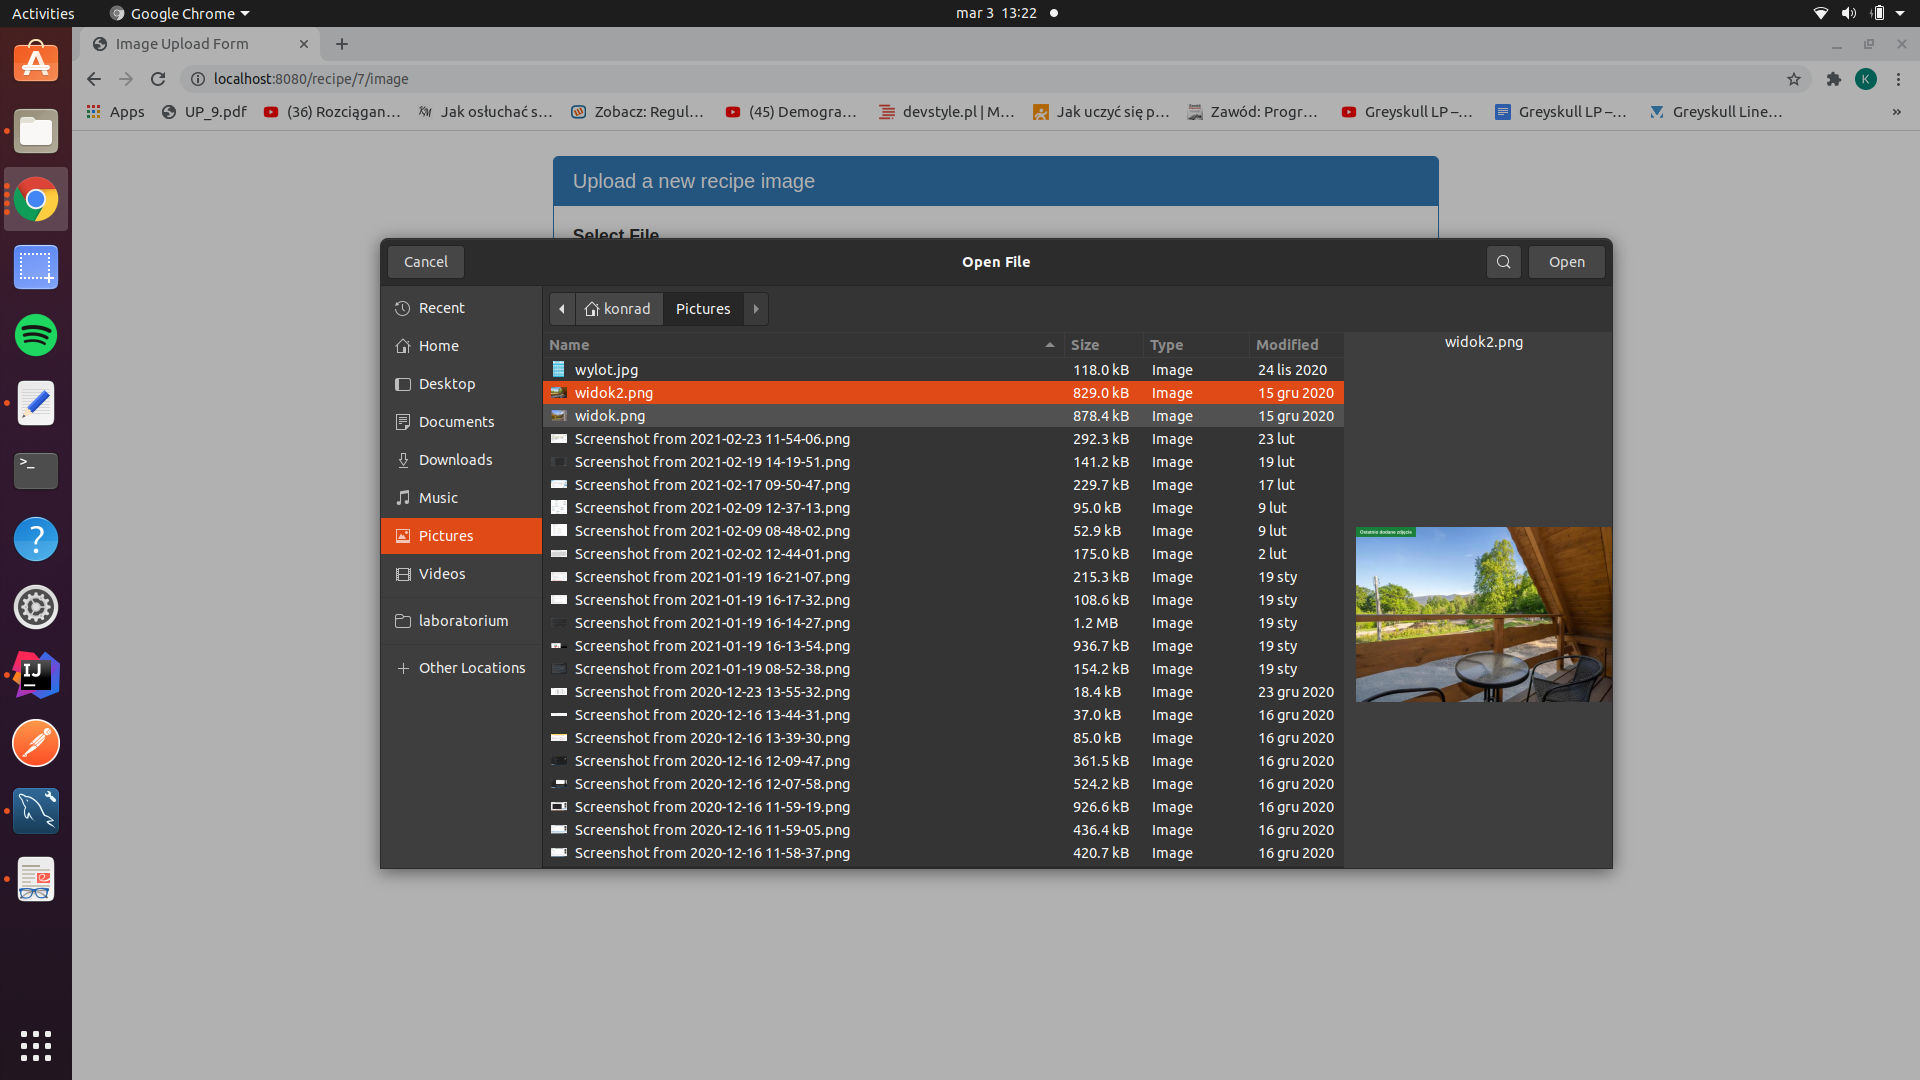 Activities
Google Chrome
mar 3 13:22
Image Upload Form
localhost:8080/recipe/7/image
K
Apps
UP_9.pdf
(36) Rozciągan...
Jak osłuchać s...
Zobacz: Regul...
(45) Demogra...
devstyle.pl | M...
Jak uczyć się p...
Zawód: Progr...
Greyskull LP –...
Greyskull LP –...
Greyskull Line...
»
Upload a new recipe image
Select File
Cancel
Open File
Open
Recent
Home
Desktop
Documents
Downloads
Music
Pictures
Videos
laboratorium
Other Locations
konrad
Pictures
Name Size Type Modified
wylot.jpg 118.0 kB Image 24 lis 2020
widok2.png 829.0 kB Image 15 gru 2020
widok.png 878.4 kB Image 15 gru 2020
Screenshot from 2021-02-23 11-54-06.png 292.3 kB Image 23 lut
Screenshot from 2021-02-19 14-19-51.png 141.2 kB Image 19 lut
Screenshot from 2021-02-17 09-50-47.png 229.7 kB Image 17 lut
Screenshot from 2021-02-09 12-37-13.png 95.0 kB Image 9 lut
Screenshot from 2021-02-09 08-48-02.png 52.9 kB Image 9 lut
Screenshot from 2021-02-02 12-44-01.png 175.0 kB Image 2 lut
Screenshot from 2021-01-19 16-21-07.png 215.3 kB Image 19 sty
Screenshot from 2021-01-19 16-17-32.png 108.6 kB Image 19 sty
Screenshot from 2021-01-19 16-14-27.png 1.2 MB Image 19 sty
Screenshot from 2021-01-19 16-13-54.png 936.7 kB Image 19 sty
Screenshot from 2021-01-19 08-52-38.png 154.2 kB Image 19 sty
Screenshot from 2020-12-23 13-55-32.png 18.4 kB Image 23 gru 2020
Screenshot from 2020-12-16 13-44-31.png 37.0 kB Image 16 gru 2020
Screenshot from 2020-12-16 13-39-30.png 85.0 kB Image 16 gru 2020
Screenshot from 2020-12-16 12-09-47.png 361.5 kB Image 16 gru 2020
Screenshot from 2020-12-16 12-07-58.png 524.2 kB Image 16 gru 2020
Screenshot from 2020-12-16 11-59-19.png 926.6 kB Image 16 gru 2020
Screenshot from 2020-12-16 11-59-05.png 436.4 kB Image 16 gru 2020
Screenshot from 2020-12-16 11-58-37.png 420.7 kB Image 16 gru 2020
widok2.png
Ostatnio dodane zdjęcie
>_
?
IJ